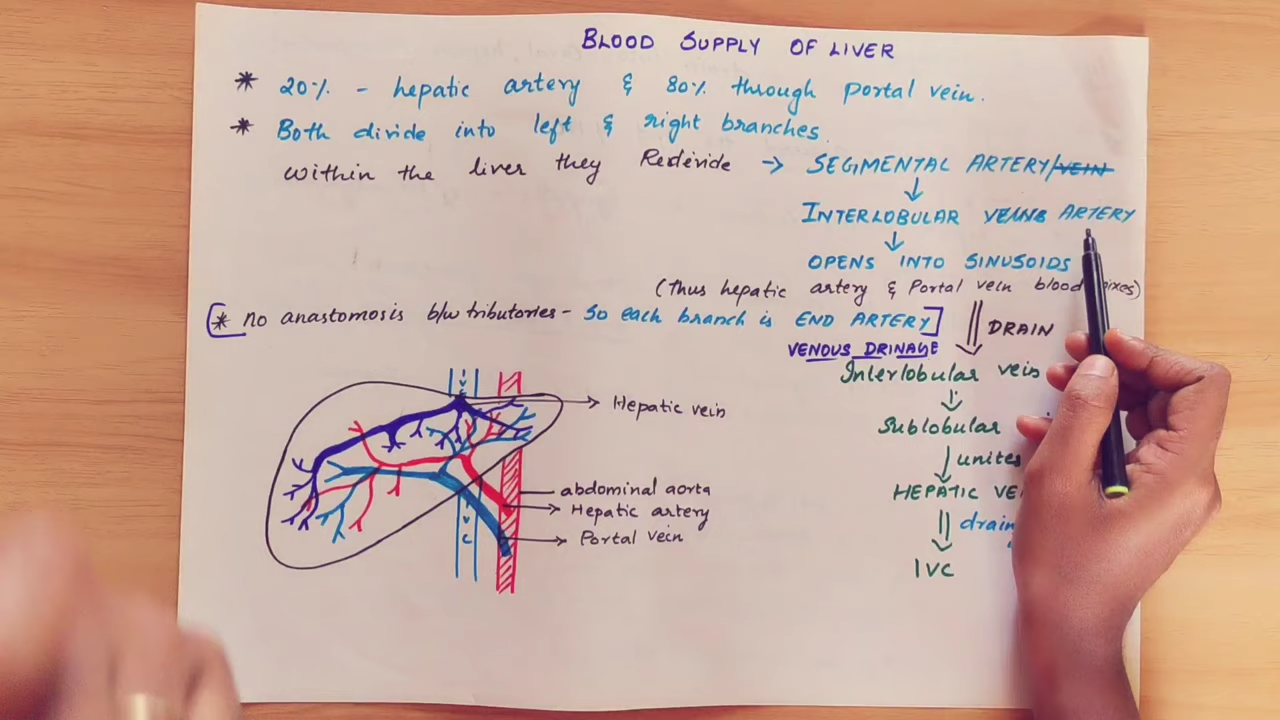 BLOOD SUPPLY OF LIVER
* 20% - hepatic artery & 80% through portal vein.
* Both divide into left & right branches.
within the liver they Redivide → SEGMENTAL ARTERY/VEIN
↓
INTERLOBULAR VEINS ARTERY
↓
OPENS INTO SINUSOIDS
(Thus hepatic artery & Portal vein blood mixes)
[* no anastomosis b/w tributories - So each branch is END ARTERY]
DRAIN
VENOUS DRINAGE
Interlobular vein
↓
Sublobular
↓ unites
HEPATIC VE
drain
IVC
Hepatic vein
abdominal aorta
Hepatic artery
Portal vein
V
C